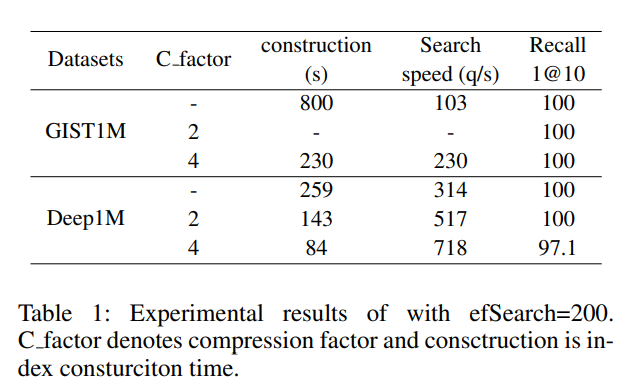 Datasets C_factor construction (s) Search speed (q/s) Recall 1@10
- 800 103 100
GIST1M 2 - - 100
4 230 230 100
- 259 314 100
Deep1M 2 143 517 100
4 84 718 97.1
Table 1: Experimental results of with efSearch=200.
C_factor denotes compression factor and consctruction is in-
dex consturciton time.